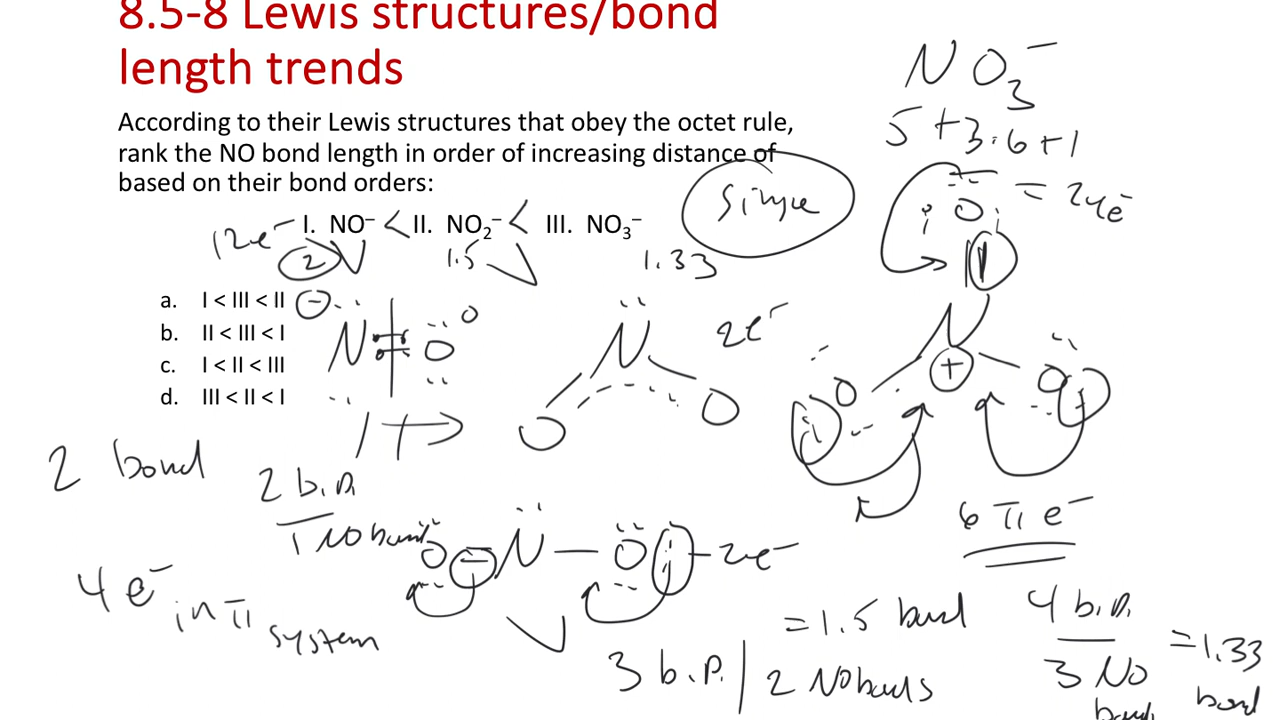 8.5-8 Lewis structures/bond
length trends
According to their Lewis structures that obey the octet rule,
rank the NO bond length in order of increasing distance of
based on their bond orders:
12e⁻ I. NO⁻ < II. NO₂⁻ < III. NO₃⁻
2 1.5 1.33
a. I < III < II
b. II < III < I
c. I < II < III
d. III < II < I
NO₃⁻
5+3·6+1
= 24e⁻
single
N O
N
O O
2e⁻
O
N
+
O O
2 bond
2 b.p.
1 NO bond
O N — O
2e⁻
4e⁻
in π
system
6 π e⁻
3 b.p. / 2 NO bonds
= 1.5 bond
4 b.p.
3 NO
bonds
= 1.33
bond